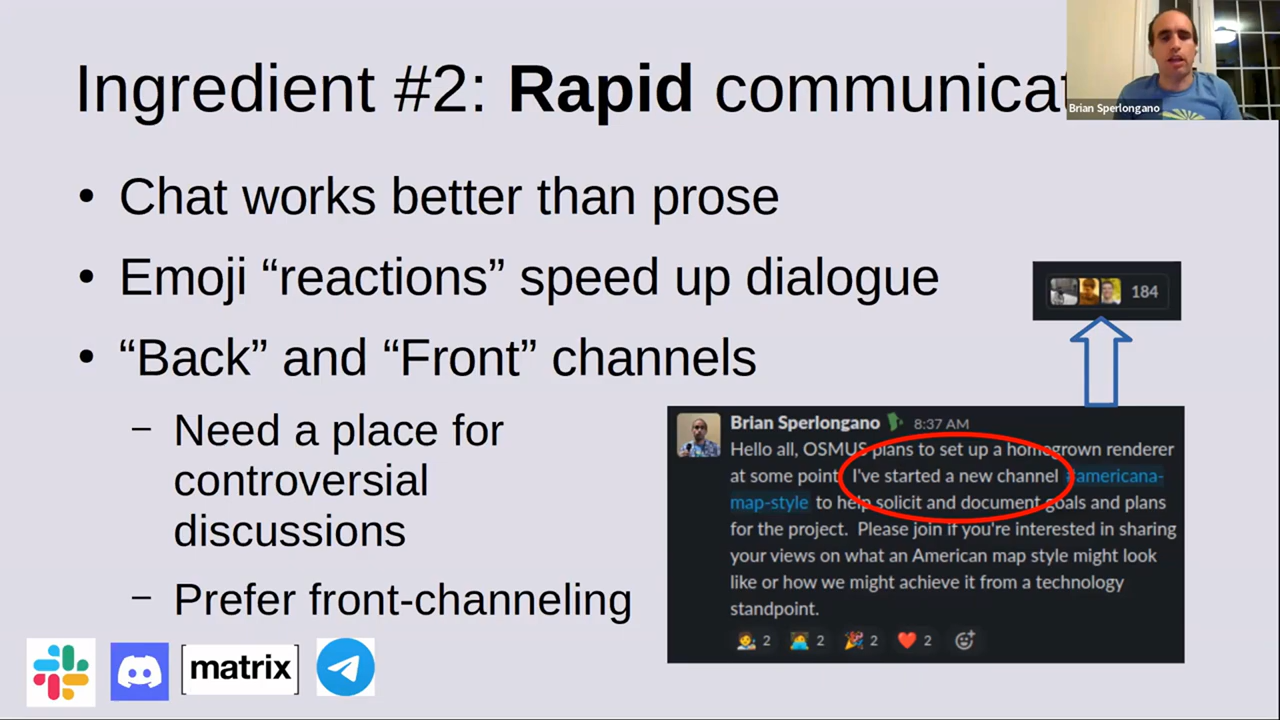 Ingredient #2: Rapid communicat
Brian Sperlongano
• Chat works better than prose
• Emoji “reactions” speed up dialogue
184
• “Back” and “Front” channels
– Need a place for
controversial
discussions
– Prefer front-channeling
Brian Sperlongano 8:37 AM
Hello all, OSMUS plans to set up a homegrown renderer
at some point. I've started a new channel #americana-
map-style to help solicit and document goals and plans
for the project. Please join if you're interested in sharing
your views on what an American map style might look
like or how we might achieve it from a technology
standpoint.
2 2 2 2
[matrix]